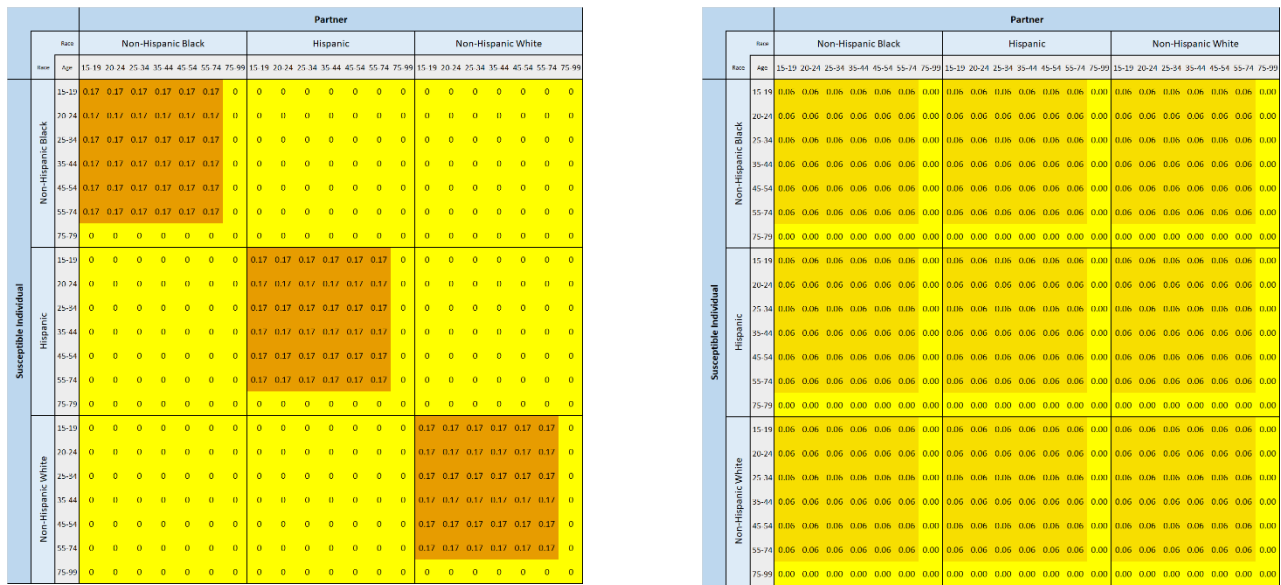 Partner
Race Non-Hispanic Black Hispanic Non-Hispanic White
Race Age 15-19 20-24 25-34 35-44 45-54 55-74 75-99 15-19 20-24 25-34 35-44 45-54 55-74 75-99 15-19 20-24 25-34 35-44 45-54 55-74 75-99
Susceptible Individual
Non-Hispanic Black
15-19 0.17 0.17 0.17 0.17 0.17 0.17 0 0 0 0 0 0 0 0 0 0 0 0 0 0 0
20-24 0.17 0.17 0.17 0.17 0.17 0.17 0 0 0 0 0 0 0 0 0 0 0 0 0 0 0
25-34 0.17 0.17 0.17 0.17 0.17 0.17 0 0 0 0 0 0 0 0 0 0 0 0 0 0 0
35-44 0.17 0.17 0.17 0.17 0.17 0.17 0 0 0 0 0 0 0 0 0 0 0 0 0 0 0
45-54 0.17 0.17 0.17 0.17 0.17 0.17 0 0 0 0 0 0 0 0 0 0 0 0 0 0 0
55-74 0.17 0.17 0.17 0.17 0.17 0.17 0 0 0 0 0 0 0 0 0 0 0 0 0 0 0
75-79 0 0 0 0 0 0 0 0 0 0 0 0 0 0 0 0 0 0 0 0 0
Hispanic
15-19 0 0 0 0 0 0 0 0.17 0.17 0.17 0.17 0.17 0.17 0 0 0 0 0 0 0 0
20-24 0 0 0 0 0 0 0 0.17 0.17 0.17 0.17 0.17 0.17 0 0 0 0 0 0 0 0
25-34 0 0 0 0 0 0 0 0.17 0.17 0.17 0.17 0.17 0.17 0 0 0 0 0 0 0 0
35-44 0 0 0 0 0 0 0 0.17 0.17 0.17 0.17 0.17 0.17 0 0 0 0 0 0 0 0
45-54 0 0 0 0 0 0 0 0.17 0.17 0.17 0.17 0.17 0.17 0 0 0 0 0 0 0 0
55-74 0 0 0 0 0 0 0 0.17 0.17 0.17 0.17 0.17 0.17 0 0 0 0 0 0 0 0
75-79 0 0 0 0 0 0 0 0 0 0 0 0 0 0 0 0 0 0 0 0 0
Non-Hispanic White
15-19 0 0 0 0 0 0 0 0 0 0 0 0 0 0 0.17 0.17 0.17 0.17 0.17 0.17 0
20-24 0 0 0 0 0 0 0 0 0 0 0 0 0 0 0.17 0.17 0.17 0.17 0.17 0.17 0
25-34 0 0 0 0 0 0 0 0 0 0 0 0 0 0 0.17 0.17 0.17 0.17 0.17 0.17 0
35-44 0 0 0 0 0 0 0 0 0 0 0 0 0 0 0.17 0.17 0.17 0.17 0.17 0.17 0
45-54 0 0 0 0 0 0 0 0 0 0 0 0 0 0 0.17 0.17 0.17 0.17 0.17 0.17 0
55-74 0 0 0 0 0 0 0 0 0 0 0 0 0 0 0.17 0.17 0.17 0.17 0.17 0.17 0
75-99 0 0 0 0 0 0 0 0 0 0 0 0 0 0 0 0 0 0 0 0 0
Partner
Race Non-Hispanic Black Hispanic Non-Hispanic White
Race Age 15-19 20-24 25-34 35-44 45-54 55-74 75-99 15-19 20-24 25-34 35-44 45-54 55-74 75-99 15-19 20-24 25-34 35-44 45-54 55-74 75-99
Susceptible Individual
Non-Hispanic Black
15-19 0.06 0.06 0.06 0.06 0.06 0.06 0.00 0.06 0.06 0.06 0.06 0.06 0.06 0.00 0.06 0.06 0.06 0.06 0.06 0.06 0.00
20-24 0.06 0.06 0.06 0.06 0.06 0.06 0.00 0.06 0.06 0.06 0.06 0.06 0.06 0.00 0.06 0.06 0.06 0.06 0.06 0.06 0.00
25-34 0.06 0.06 0.06 0.06 0.06 0.06 0.00 0.06 0.06 0.06 0.06 0.06 0.06 0.00 0.06 0.06 0.06 0.06 0.06 0.06 0.00
35-44 0.06 0.06 0.06 0.06 0.06 0.06 0.00 0.06 0.06 0.06 0.06 0.06 0.06 0.00 0.06 0.06 0.06 0.06 0.06 0.06 0.00
45-54 0.06 0.06 0.06 0.06 0.06 0.06 0.00 0.06 0.06 0.06 0.06 0.06 0.06 0.00 0.06 0.06 0.06 0.06 0.06 0.06 0.00
55-74 0.06 0.06 0.06 0.06 0.06 0.06 0.00 0.06 0.06 0.06 0.06 0.06 0.06 0.00 0.06 0.06 0.06 0.06 0.06 0.06 0.00
75-79 0.00 0.00 0.00 0.00 0.00 0.00 0.00 0.00 0.00 0.00 0.00 0.00 0.00 0.00 0.00 0.00 0.00 0.00 0.00 0.00 0.00
Hispanic
15-19 0.06 0.06 0.06 0.06 0.06 0.06 0.00 0.06 0.06 0.06 0.06 0.06 0.06 0.00 0.06 0.06 0.06 0.06 0.06 0.06 0.00
20-24 0.06 0.06 0.06 0.06 0.06 0.06 0.00 0.06 0.06 0.06 0.06 0.06 0.06 0.00 0.06 0.06 0.06 0.06 0.06 0.06 0.00
25-34 0.06 0.06 0.06 0.06 0.06 0.06 0.00 0.06 0.06 0.06 0.06 0.06 0.06 0.00 0.06 0.06 0.06 0.06 0.06 0.06 0.00
35-44 0.06 0.06 0.06 0.06 0.06 0.06 0.00 0.06 0.06 0.06 0.06 0.06 0.06 0.00 0.06 0.06 0.06 0.06 0.06 0.06 0.00
45-54 0.06 0.06 0.06 0.06 0.06 0.06 0.00 0.06 0.06 0.06 0.06 0.06 0.06 0.00 0.06 0.06 0.06 0.06 0.06 0.06 0.00
55-74 0.06 0.06 0.06 0.06 0.06 0.06 0.00 0.06 0.06 0.06 0.06 0.06 0.06 0.00 0.06 0.06 0.06 0.06 0.06 0.06 0.00
75-79 0.00 0.00 0.00 0.00 0.00 0.00 0.00 0.00 0.00 0.00 0.00 0.00 0.00 0.00 0.00 0.00 0.00 0.00 0.00 0.00 0.00
Non-Hispanic White
15-19 0.06 0.06 0.06 0.06 0.06 0.06 0.00 0.06 0.06 0.06 0.06 0.06 0.06 0.00 0.06 0.06 0.06 0.06 0.06 0.06 0.00
20-24 0.06 0.06 0.06 0.06 0.06 0.06 0.00 0.06 0.06 0.06 0.06 0.06 0.06 0.00 0.06 0.06 0.06 0.06 0.06 0.06 0.00
25-34 0.06 0.06 0.06 0.06 0.06 0.06 0.00 0.06 0.06 0.06 0.06 0.06 0.06 0.00 0.06 0.06 0.06 0.06 0.06 0.06 0.00
35-44 0.06 0.06 0.06 0.06 0.06 0.06 0.00 0.06 0.06 0.06 0.06 0.06 0.06 0.00 0.06 0.06 0.06 0.06 0.06 0.06 0.00
45-54 0.06 0.06 0.06 0.06 0.06 0.06 0.00 0.06 0.06 0.06 0.06 0.06 0.06 0.00 0.06 0.06 0.06 0.06 0.06 0.06 0.00
55-74 0.06 0.06 0.06 0.06 0.06 0.06 0.00 0.06 0.06 0.06 0.06 0.06 0.06 0.00 0.06 0.06 0.06 0.06 0.06 0.06 0.00
75-99 0.00 0.00 0.00 0.00 0.00 0.00 0.00 0.00 0.00 0.00 0.00 0.00 0.00 0.00 0.00 0.00 0.00 0.00 0.00 0.00 0.00